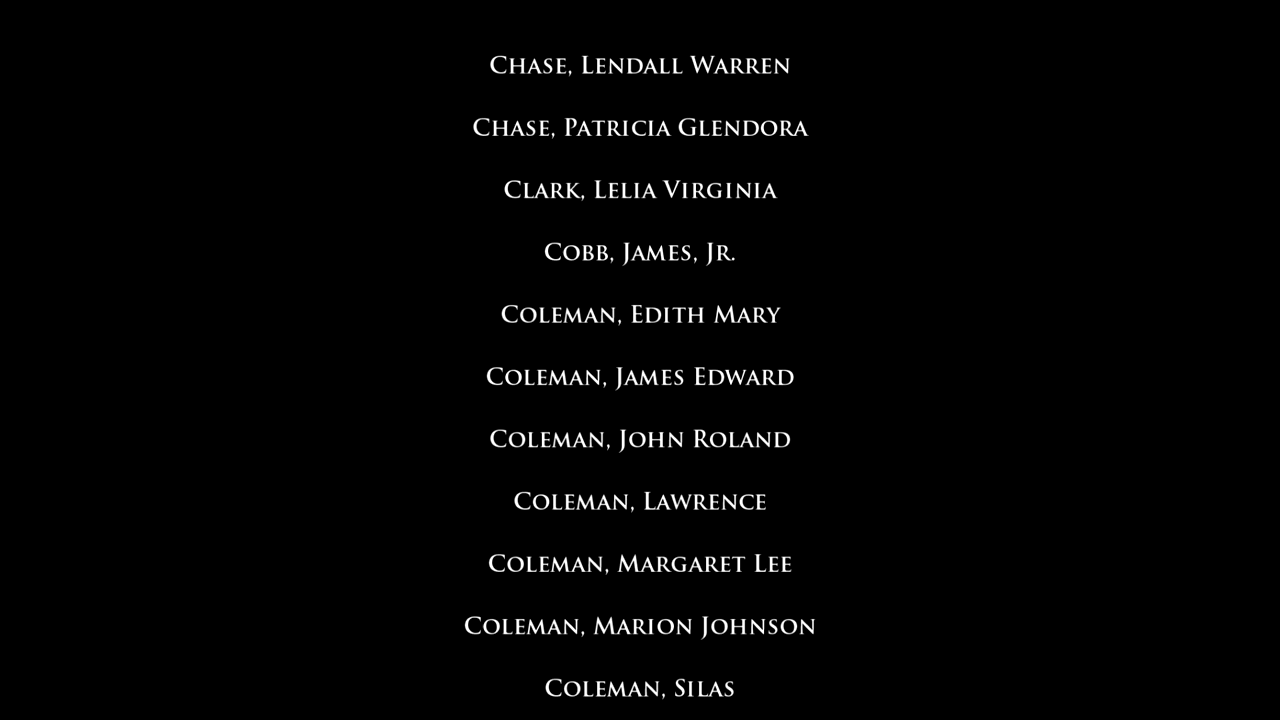 Chase, Lendall Warren
Chase, Patricia Glendora
Clark, Lelia Virginia
Cobb, James, Jr.
Coleman, Edith Mary
Coleman, James Edward
Coleman, John Roland
Coleman, Lawrence
Coleman, Margaret Lee
Coleman, Marion Johnson
Coleman, Silas